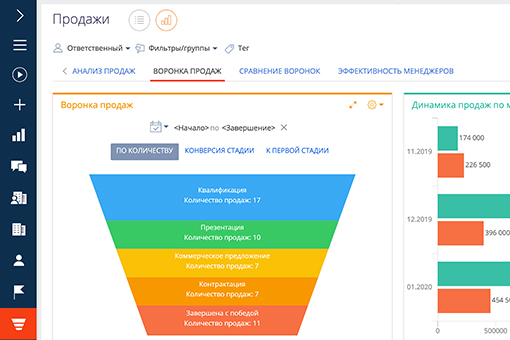 Продажи
Ответственный Фильтры/группы Тег
АНАЛИЗ ПРОДАЖ ВОРОНКА ПРОДАЖ СРАВНЕНИЕ ВОРОНОК ЭФФЕКТИВНОСТЬ МЕНЕДЖЕРОВ
Воронка продаж
<Начало> по <Завершение>
ПО КОЛИЧЕСТВУ КОНВЕРСИЯ СТАДИИ К ПЕРВОЙ СТАДИИ
Квалификация
Количество продаж: 17
Презентация
Количество продаж: 10
Коммерческое предложение
Количество продаж: 7
Контрактация
Количество продаж: 7
Завершена с победой
Количество продаж: 11
Динамика продаж по
174 000
11.2019
226 500
12.2019
396 000
01.2020
454
0 500000